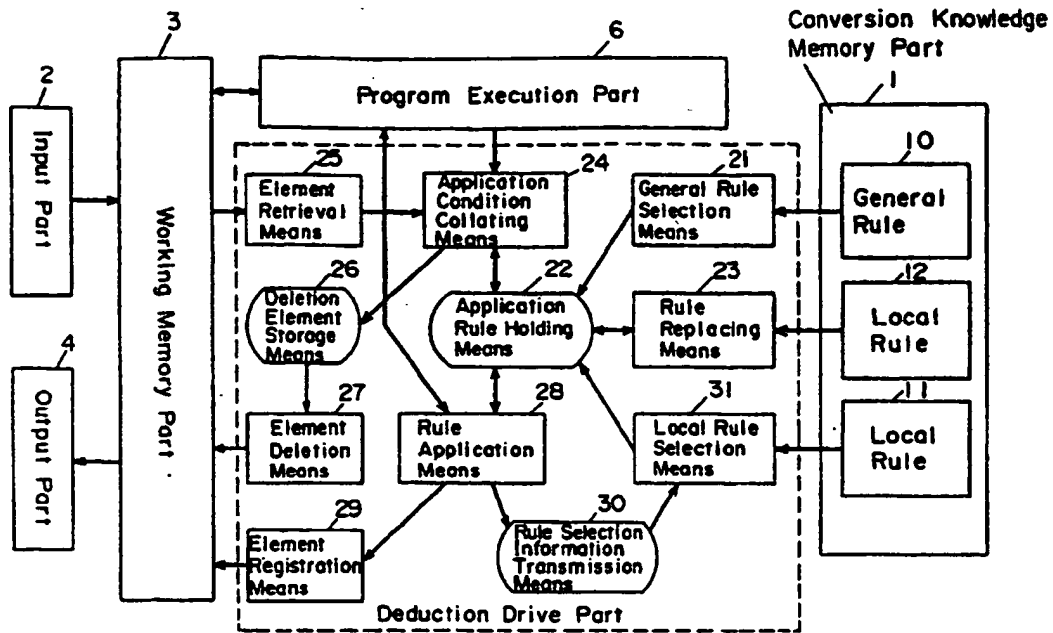 Conversion Knowledge
Memory Part
3
6
1
2
Program Execution Part
10
25
24
21
Input Part
Element
Retrieval
Means
Application
Condition
Collating
Means
General Rule
Selection
Means
General
Rule
Working Memory Part
26
22
23
12
Deletion
Element
Storage
Means
Application
Rule Holding
Means
Rule
Replacing
Means
Local
Rule
4
Output Part
27
28
31
11
Element
Deletion
Means
Rule
Application
Means
Local Rule
Selection
Means
Local
Rule
29
30
Element
Registration
Means
Rule Selection
Information
Transmission
Means
Deduction Drive Part